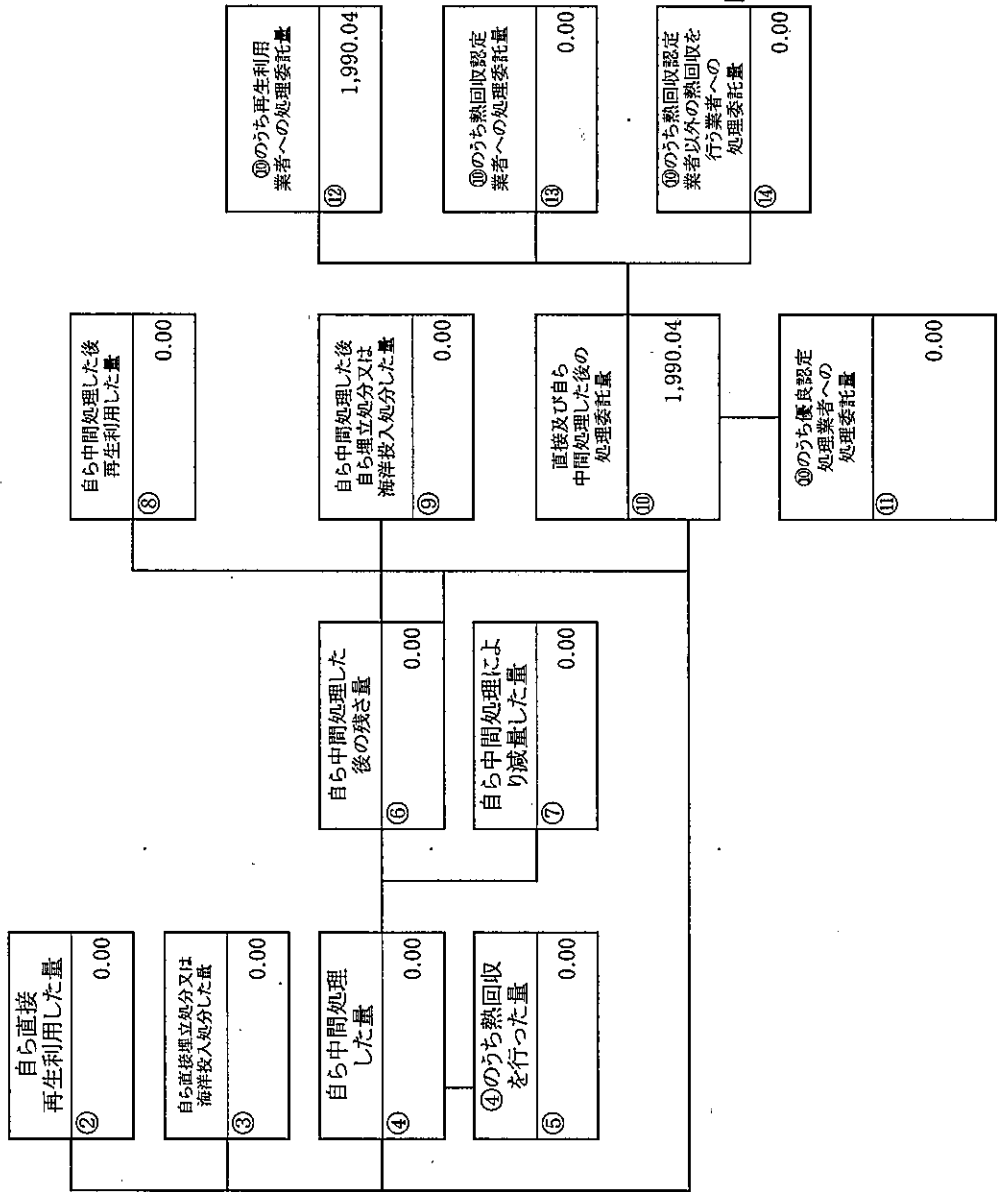 自ら直接
再生利用した量
②
0.00
自ら直接埋立処分又は
海洋投入処分した量
③
0.00
自ら中間処理
した量
④
0.00
④のうち熱回収
を行った量
⑤
0.00
自ら中間処理した
後の残さ量
⑥
0.00
自ら中間処理によ
り減量した量
⑦
0.00
自ら中間処理した後
再生利用した量
⑧
0.00
自ら中間処理した後
自ら埋立処分又は
海洋投入処分した量
⑨
0.00
直接及び自ら
中間処理した後の
処理委託量
⑩
1,990.04
⑩のうち優良認定
処理業者への
処理委託量
⑪
0.00
⑩のうち再生利用
業者への処理委託量
⑫
1,990.04
⑩のうち熱回収認定
業者への処理委託量
⑬
0.00
⑩のうち熱回収認定
業者以外の熱回収を
行う業者への
処理委託量
⑭
0.00